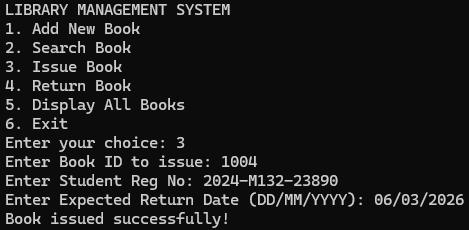 LIBRARY MANAGEMENT SYSTEM
1. Add New Book
2. Search Book
3. Issue Book
4. Return Book
5. Display All Books
6. Exit
Enter your choice: 3
Enter Book ID to issue: 1004
Enter Student Reg No: 2024-M132-23890
Enter Expected Return Date (DD/MM/YYYY): 06/03/2026
Book issued successfully!